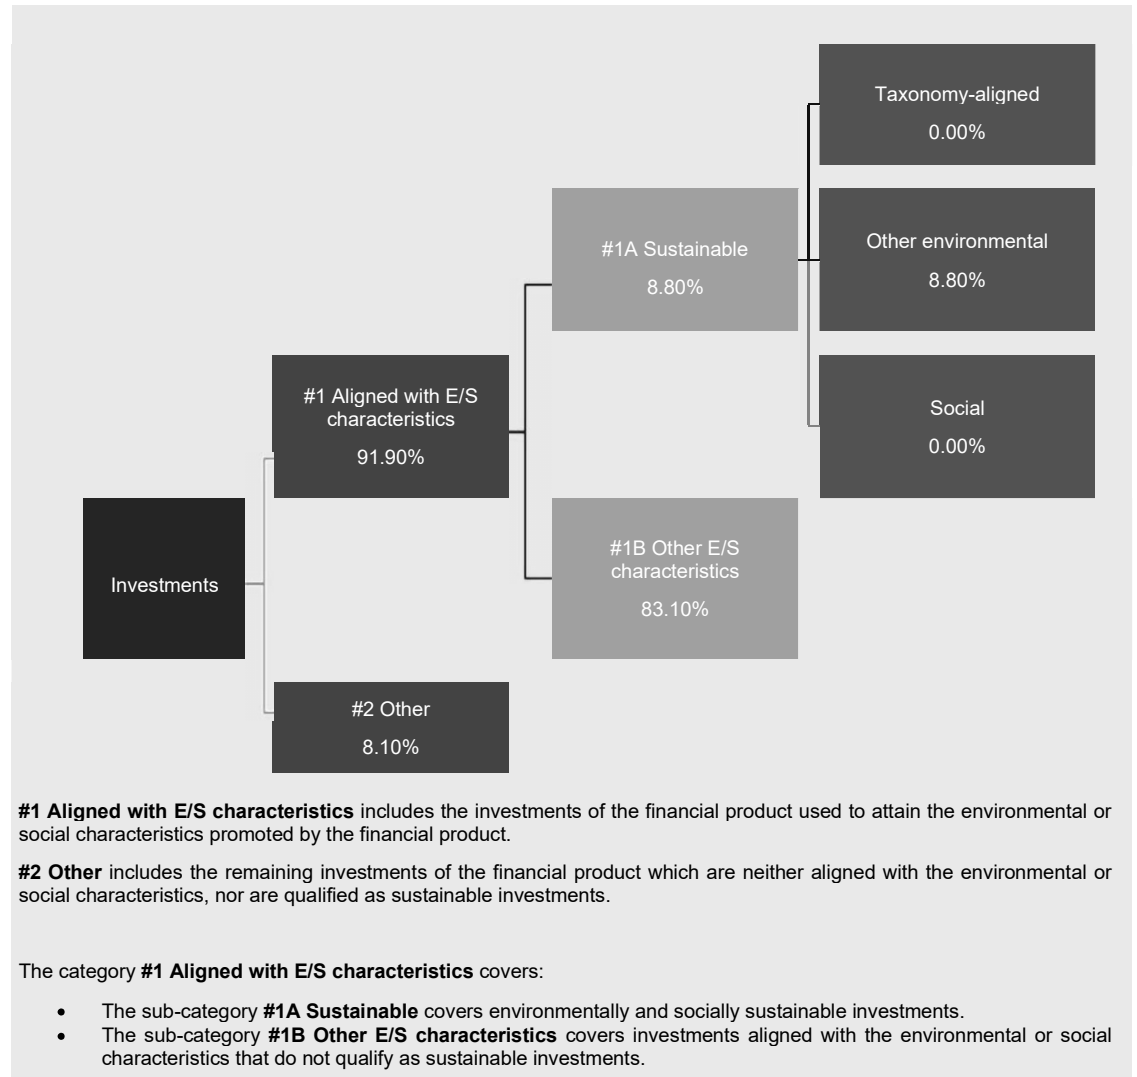 Taxonomy-aligned
0.00%
#1A Sustainable
8.80%
Other environmental
8.80%
#1 Aligned with E/S
characteristics
91.90%
Social
0.00%
Investments
#1B Other E/S
characteristics
83.10%
#2 Other
8.10%
#1 Aligned with E/S characteristics includes the investments of the financial product used to attain the environmental or
social characteristics promoted by the financial product.
#2 Other includes the remaining investments of the financial product which are neither aligned with the environmental or
social characteristics, nor are qualified as sustainable investments.
The category #1 Aligned with E/S characteristics covers:
• The sub-category #1A Sustainable covers environmentally and socially sustainable investments.
• The sub-category #1B Other E/S characteristics covers investments aligned with the environmental or social
characteristics that do not qualify as sustainable investments.